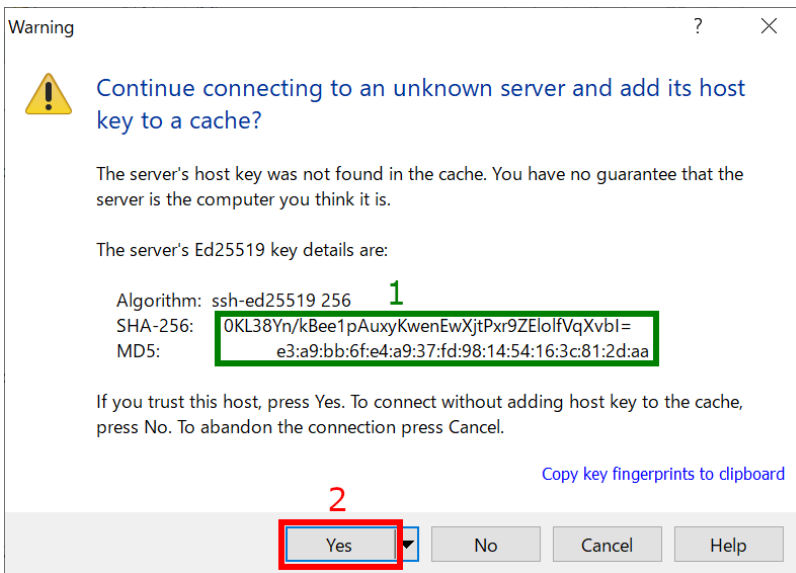 Warning
?
Continue connecting to an unknown server and add its host
key to a cache?
The server's host key was not found in the cache. You have no guarantee that the
server is the computer you think it is.
The server's Ed25519 key details are:
1
Algorithm: ssh-ed25519 256
SHA-256: 0KL38Yn/kBee1pAuxyKwenEwXjtPxr9ZElolfVqXvbI=
MD5: e3:a9:bb:6f:e4:a9:37:fd:98:14:54:16:3c:81:2d:aa
If you trust this host, press Yes. To connect without adding host key to the cache,
press No. To abandon the connection press Cancel.
Copy key fingerprints to clipboard
2
Yes No Cancel Help